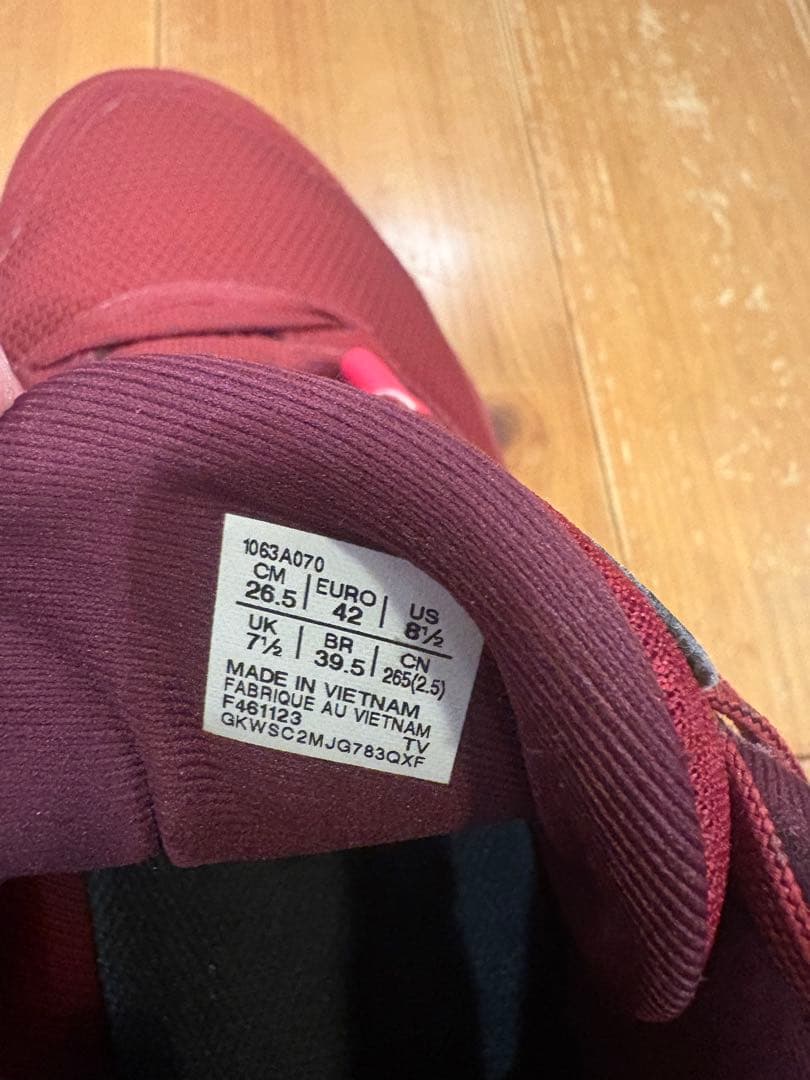 1063A070
CM 26.5 | EURO 42 | US 8½
UK 7½ | BR 39.5 | CN 265(2.5)
MADE IN VIETNAM
FABRIQUE AU VIETNAM
F461123 TV
GKWSC2MJG783QXF